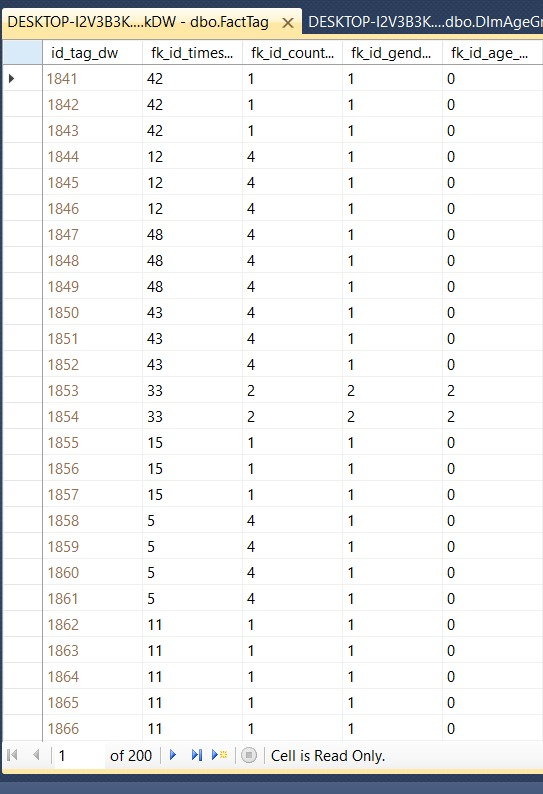 DESKTOP-I2V3B3K....kDW - dbo.FactTag DESKTOP-I2V3B3K....dbo.DImAgeGr
id_tag_dw fk_id_times... fk_id_count... fk_id_gend... fk_id_age_...
1841 42 1 1 0
1842 42 1 1 0
1843 42 1 1 0
1844 12 4 1 0
1845 12 4 1 0
1846 12 4 1 0
1847 48 4 1 0
1848 48 4 1 0
1849 48 4 1 0
1850 43 4 1 0
1851 43 4 1 0
1852 43 4 1 0
1853 33 2 2 2
1854 33 2 2 2
1855 15 1 1 0
1856 15 1 1 0
1857 15 1 1 0
1858 5 4 1 0
1859 5 4 1 0
1860 5 4 1 0
1861 5 4 1 0
1862 11 1 1 0
1863 11 1 1 0
1864 11 1 1 0
1865 11 1 1 0
1866 11 1 1 0
1 of 200 Cell is Read Only.